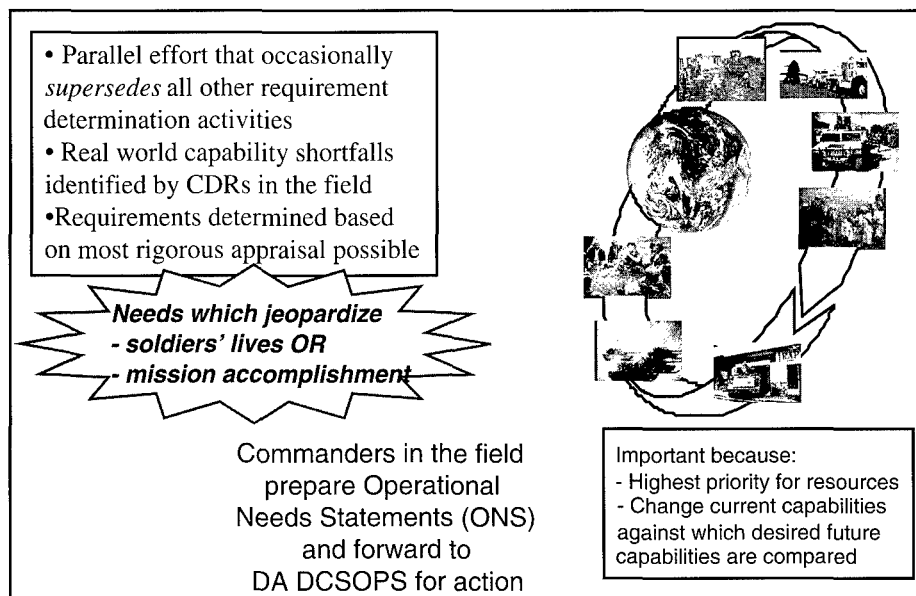 • Parallel effort that occasionally
supersedes all other requirement
determination activities
• Real world capability shortfalls
identified by CDRs in the field
•Requirements determined based
on most rigorous appraisal possible
Needs which jeopardize
- soldiers' lives OR
- mission accomplishment
Commanders in the field
prepare Operational
Needs Statements (ONS)
and forward to
DA DCSOPS for action
Important because:
- Highest priority for resources
- Change current capabilities
against which desired future
capabilities are compared